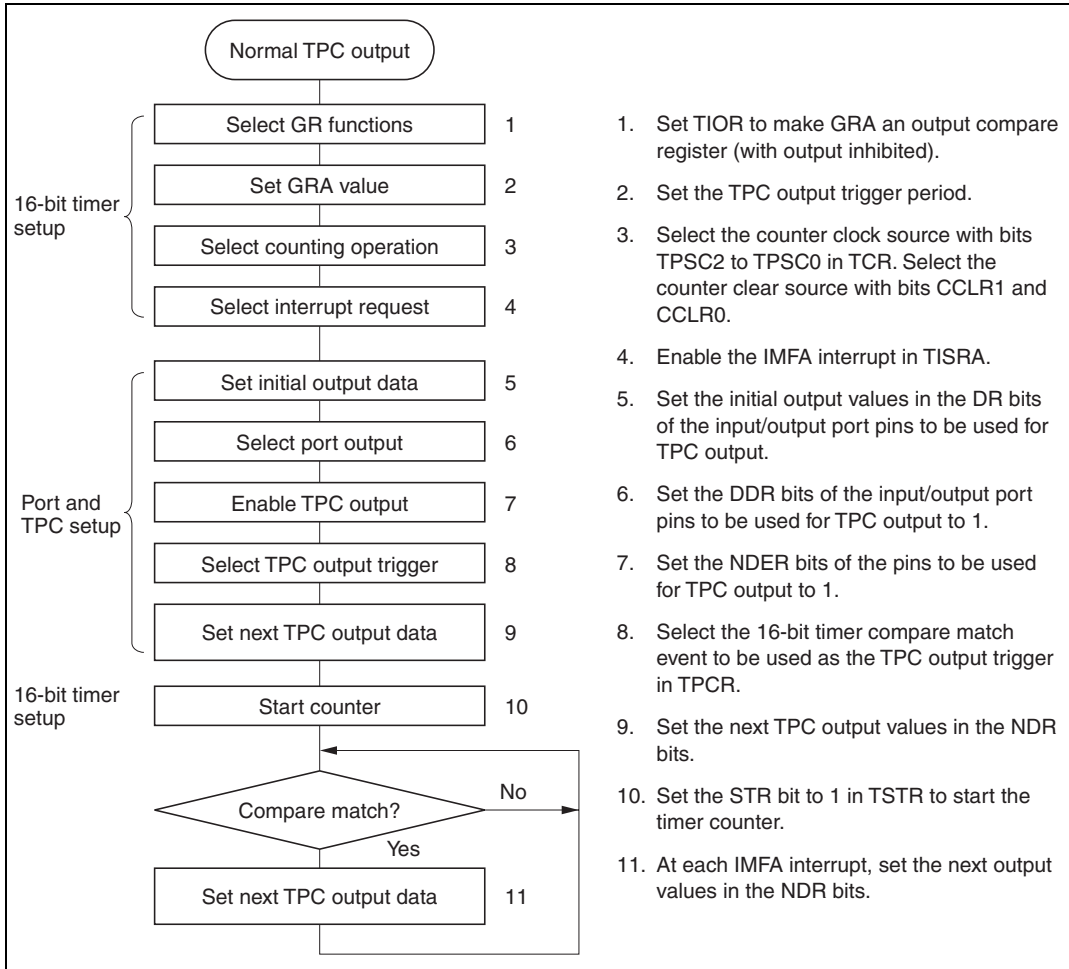 Normal TPC output
16-bit timer
setup
Select GR functions 1
Set GRA value 2
Select counting operation 3
Select interrupt request 4
Port and
TPC setup
Set initial output data 5
Select port output 6
Enable TPC output 7
Select TPC output trigger 8
Set next TPC output data 9
16-bit timer
setup
Start counter 10
Compare match?
No
Yes
Set next TPC output data 11
1. Set TIOR to make GRA an output compare
register (with output inhibited).
2. Set the TPC output trigger period.
3. Select the counter clock source with bits
TPSC2 to TPSC0 in TCR. Select the
counter clear source with bits CCLR1 and
CCLR0.
4. Enable the IMFA interrupt in TISRA.
5. Set the initial output values in the DR bits
of the input/output port pins to be used for
TPC output.
6. Set the DDR bits of the input/output port
pins to be used for TPC output to 1.
7. Set the NDER bits of the pins to be used
for TPC output to 1.
8. Select the 16-bit timer compare match
event to be used as the TPC output trigger
in TPCR.
9. Set the next TPC output values in the NDR
bits.
10. Set the STR bit to 1 in TSTR to start the
timer counter.
11. At each IMFA interrupt, set the next output
values in the NDR bits.